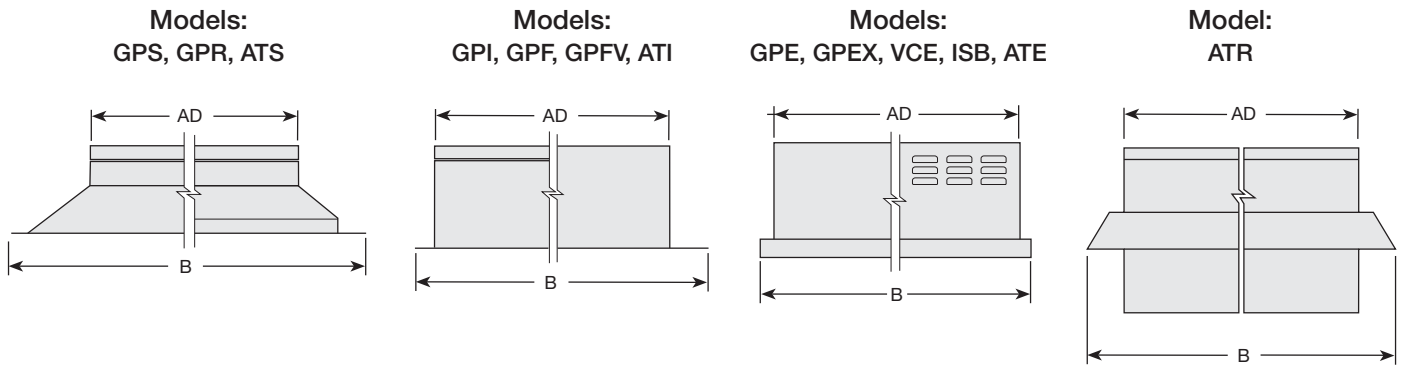 Models:
GPS, GPR, ATS
AD
B
Models:
GPI, GPF, GPFV, ATI
AD
B
Models:
GPE, GPEX, VCE, ISB, ATE
AD
B
Model:
ATR
AD
B